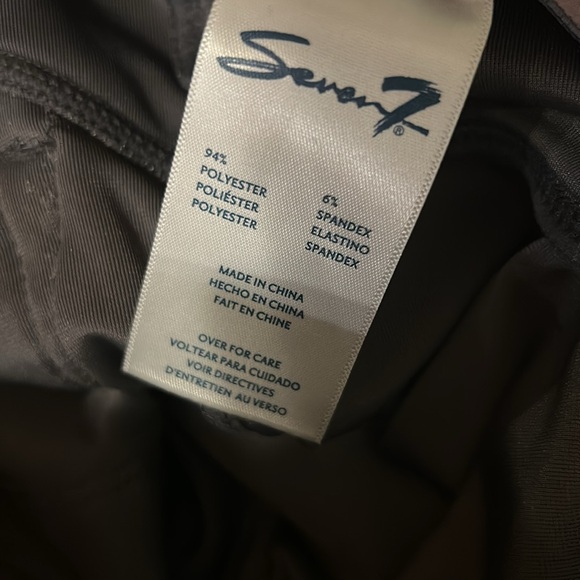 Seven7®
94%
POLYESTER
POLIÉSTER
POLYESTER
6%
SPANDEX
ELASTINO
SPANDEX
MADE IN CHINA
HECHO EN CHINA
FAIT EN CHINE
OVER FOR CARE
VOLTEAR PARA CUIDADO
VOIR DIRECTIVES
D'ENTRETIEN AU VERSO